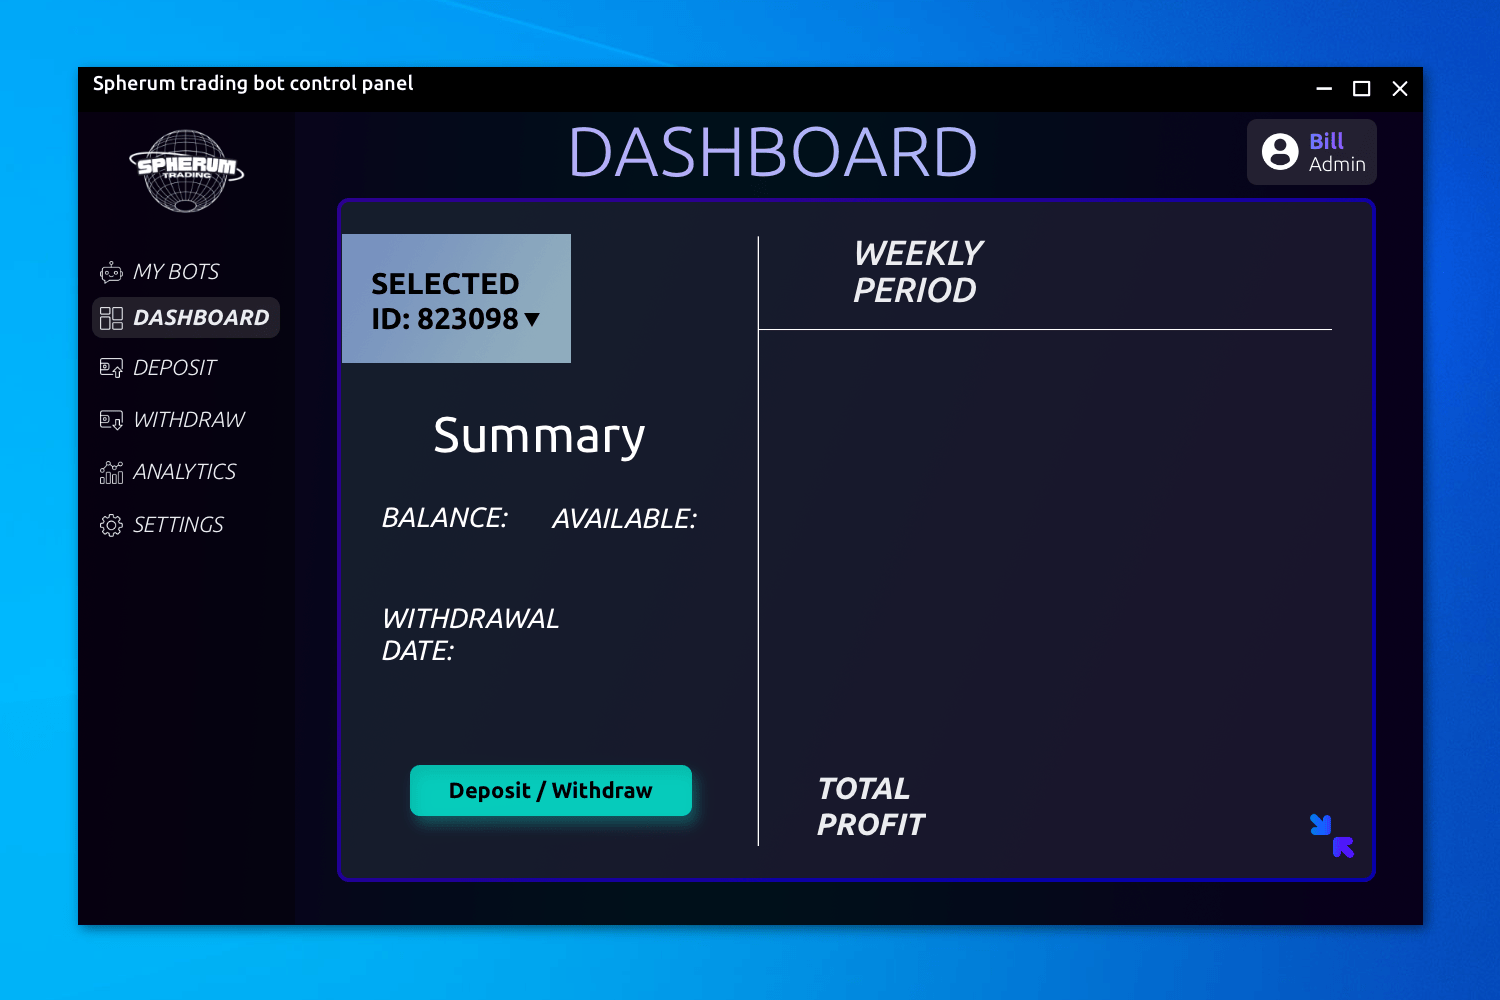 Spherum trading bot control panel
SPHERUM
TRADING
DASHBOARD
Bill
Admin
MY BOTS
DASHBOARD
DEPOSIT
WITHDRAW
ANALYTICS
SETTINGS
SELECTED
ID: 823098
Summary
BALANCE:
AVAILABLE:
WITHDRAWAL
DATE:
Deposit / Withdraw
WEEKLY
PERIOD
TOTAL
PROFIT